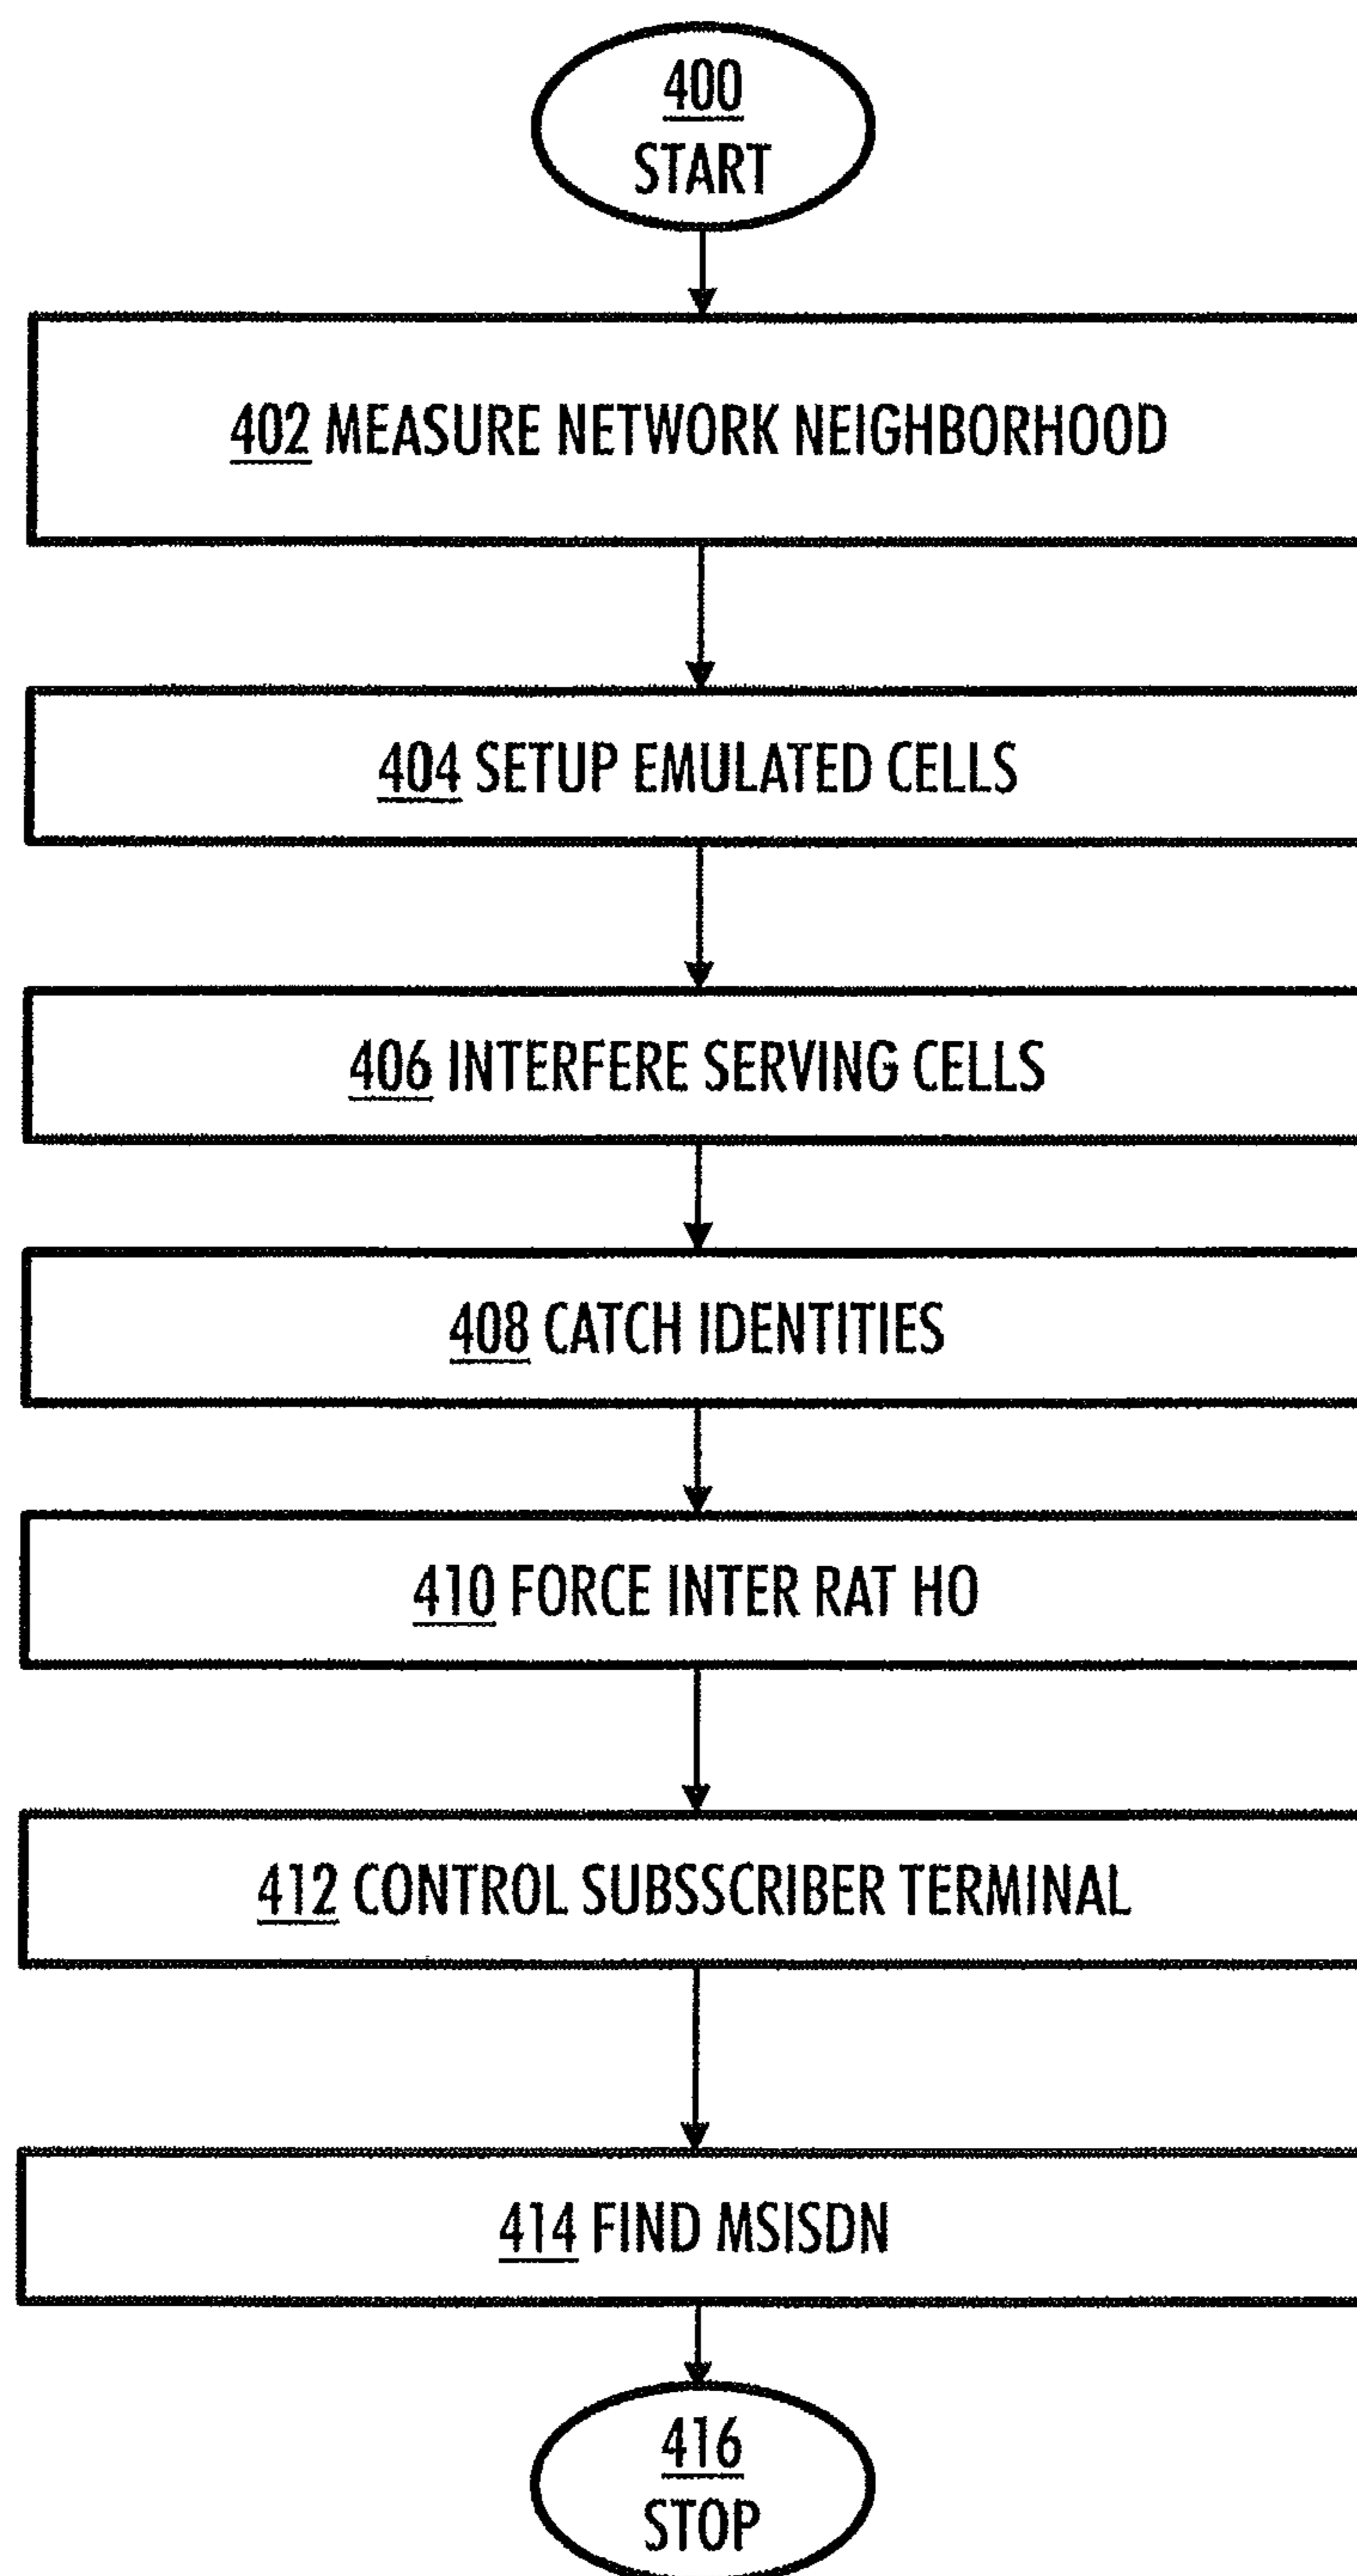 400
START
402 MEASURE NETWORK NEIGHBORHOOD
404 SETUP EMULATED CELLS
406 INTERFERE SERVING CELLS
408 CATCH IDENTITIES
410 FORCE INTER RAT HO
412 CONTROL SUBSSCRIBER TERMINAL
414 FIND MSISDN
416
STOP